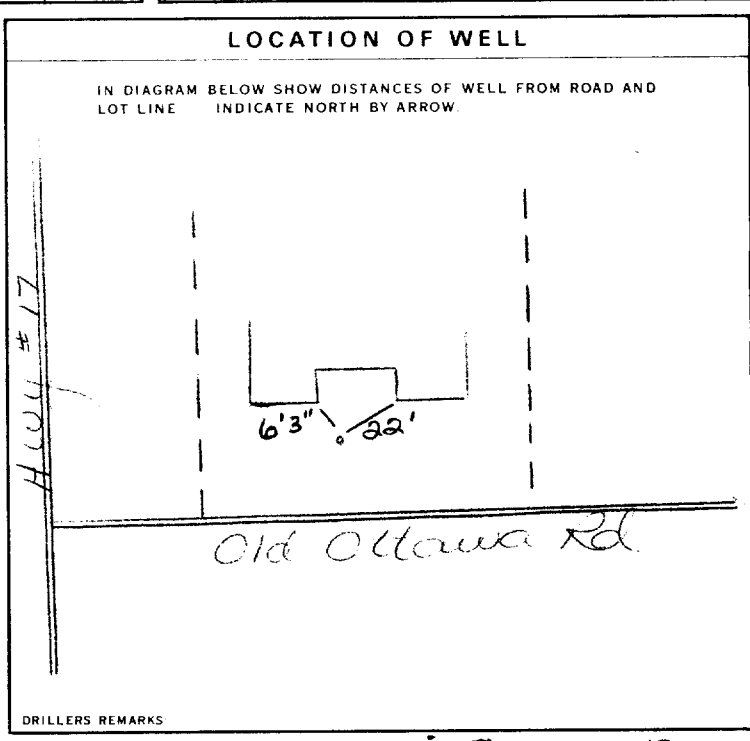 LOCATION OF WELL
IN DIAGRAM BELOW SHOW DISTANCES OF WELL FROM ROAD AND
LOT LINE INDICATE NORTH BY ARROW.
Hwy # 17
6'3" 22'
Old Ottawa Rd.
DRILLERS REMARKS